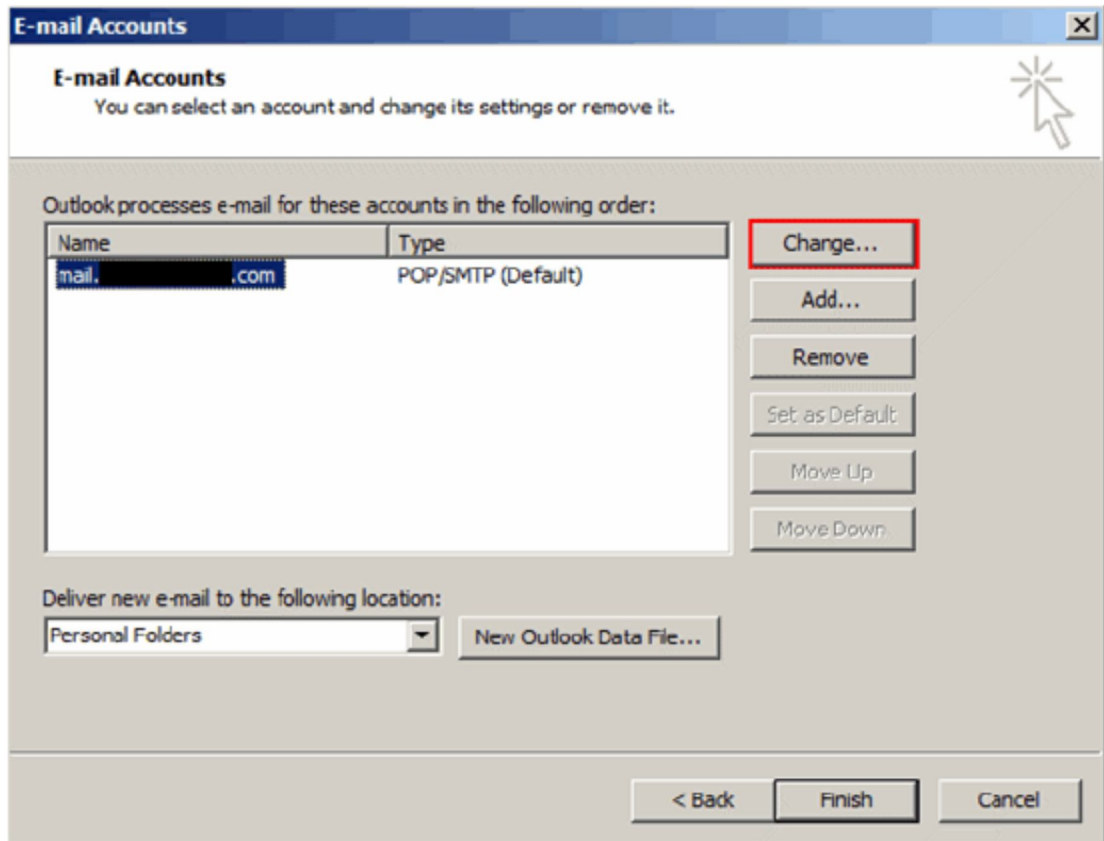 E-mail Accounts
E-mail Accounts
You can select an account and change its settings or remove it.
Outlook processes e-mail for these accounts in the following order:
Name Type
mail. .com POP/SMTP (Default)
Change...
Add...
Remove
Set as Default
Move Up
Move Down
Deliver new e-mail to the following location:
Personal Folders New Outlook Data File...
< Back Finish Cancel